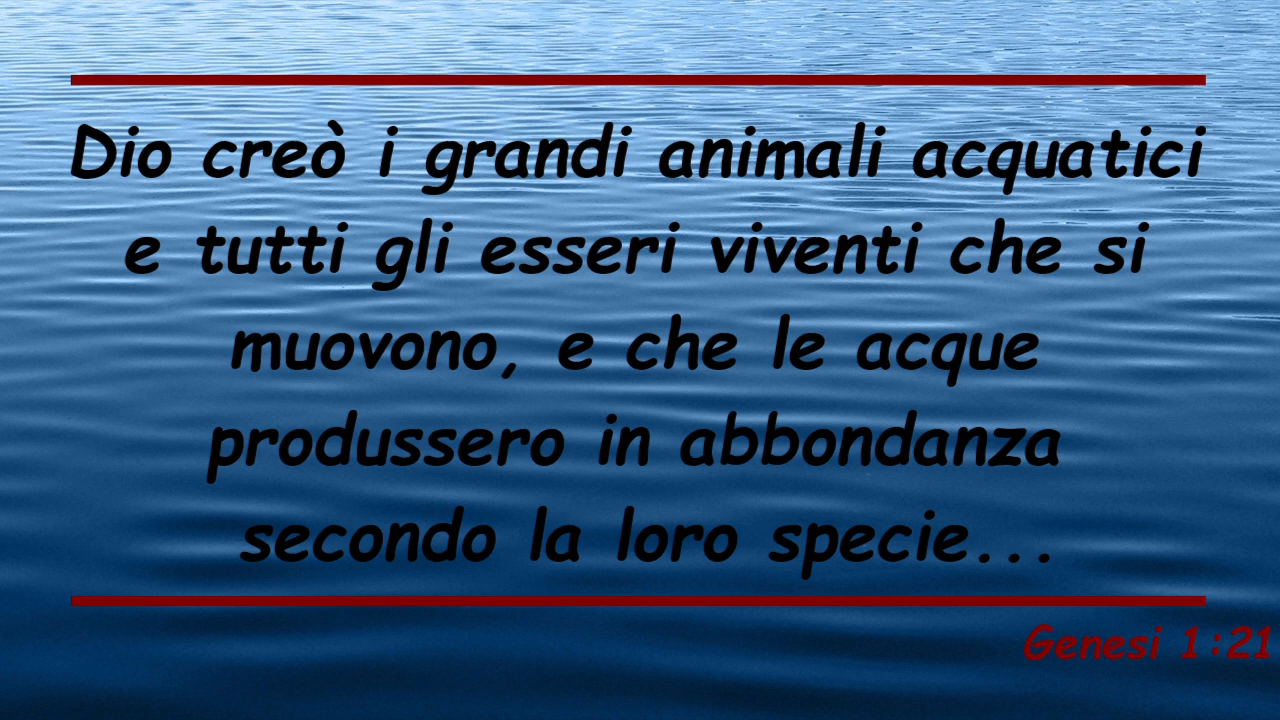 Dio creò i grandi animali acquatici
e tutti gli esseri viventi che si
muovono, e che le acque
produssero in abbondanza
secondo la loro specie...
Genesi 1:21